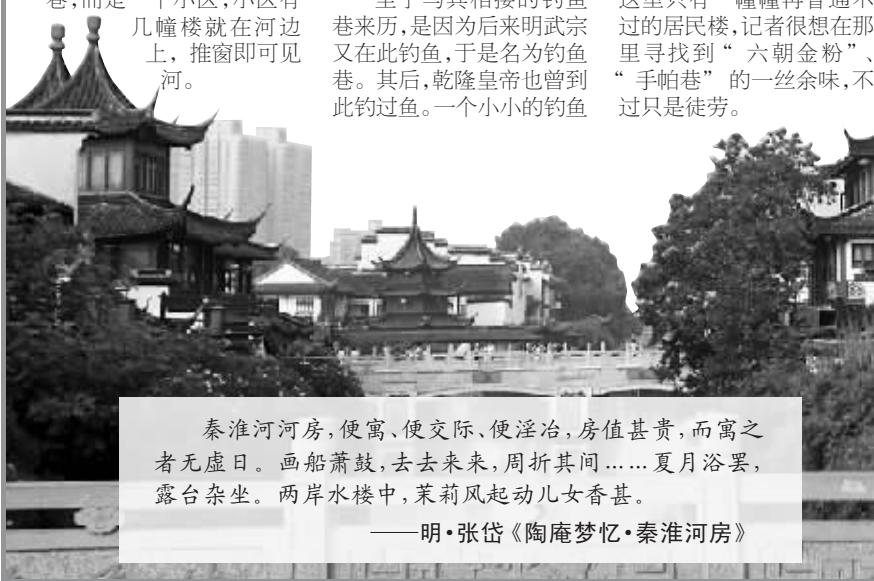 巷，而是一个小区，小区有
几幢楼就在河边
上，推窗即可见
河。
至于与其相接的钓鱼
巷来历，是因为后来明武宗
又在此钓鱼，于是名为钓鱼
巷。其后，乾隆皇帝也曾到
此钓过鱼。一个小小的钓鱼
这里只有一幢幢再普通不
过的居民楼，记者很想在那
里寻找到“六朝金粉”、
“手帕巷”的一丝余味，不
过只是徒劳。
秦淮河河房，便寓、便交际、便淫冶，房值甚贵，而寓之
者无虚日。画船萧鼓，去去来来，周折其间……夏月浴罢，
露台杂坐。两岸水楼中，茉莉风起动儿女香甚。
——明·张岱《陶庵梦忆·秦淮河房》